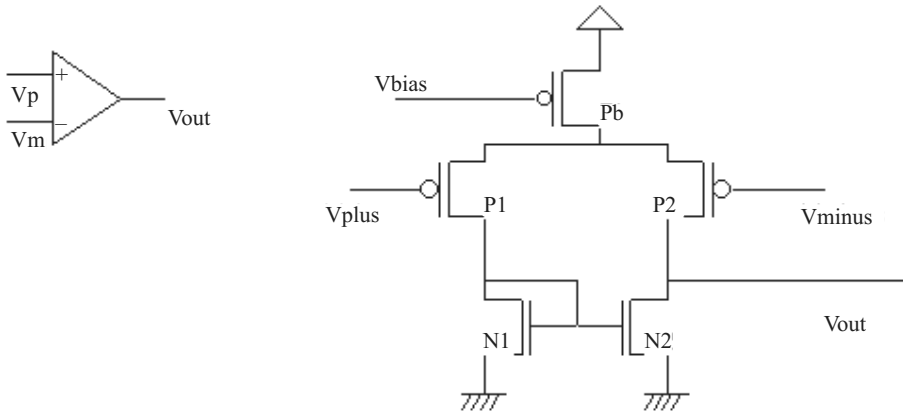 +
Vp
−
Vm
Vout
Vbias
Pb
Vplus
P1
P2
Vminus
N1
N2
Vout